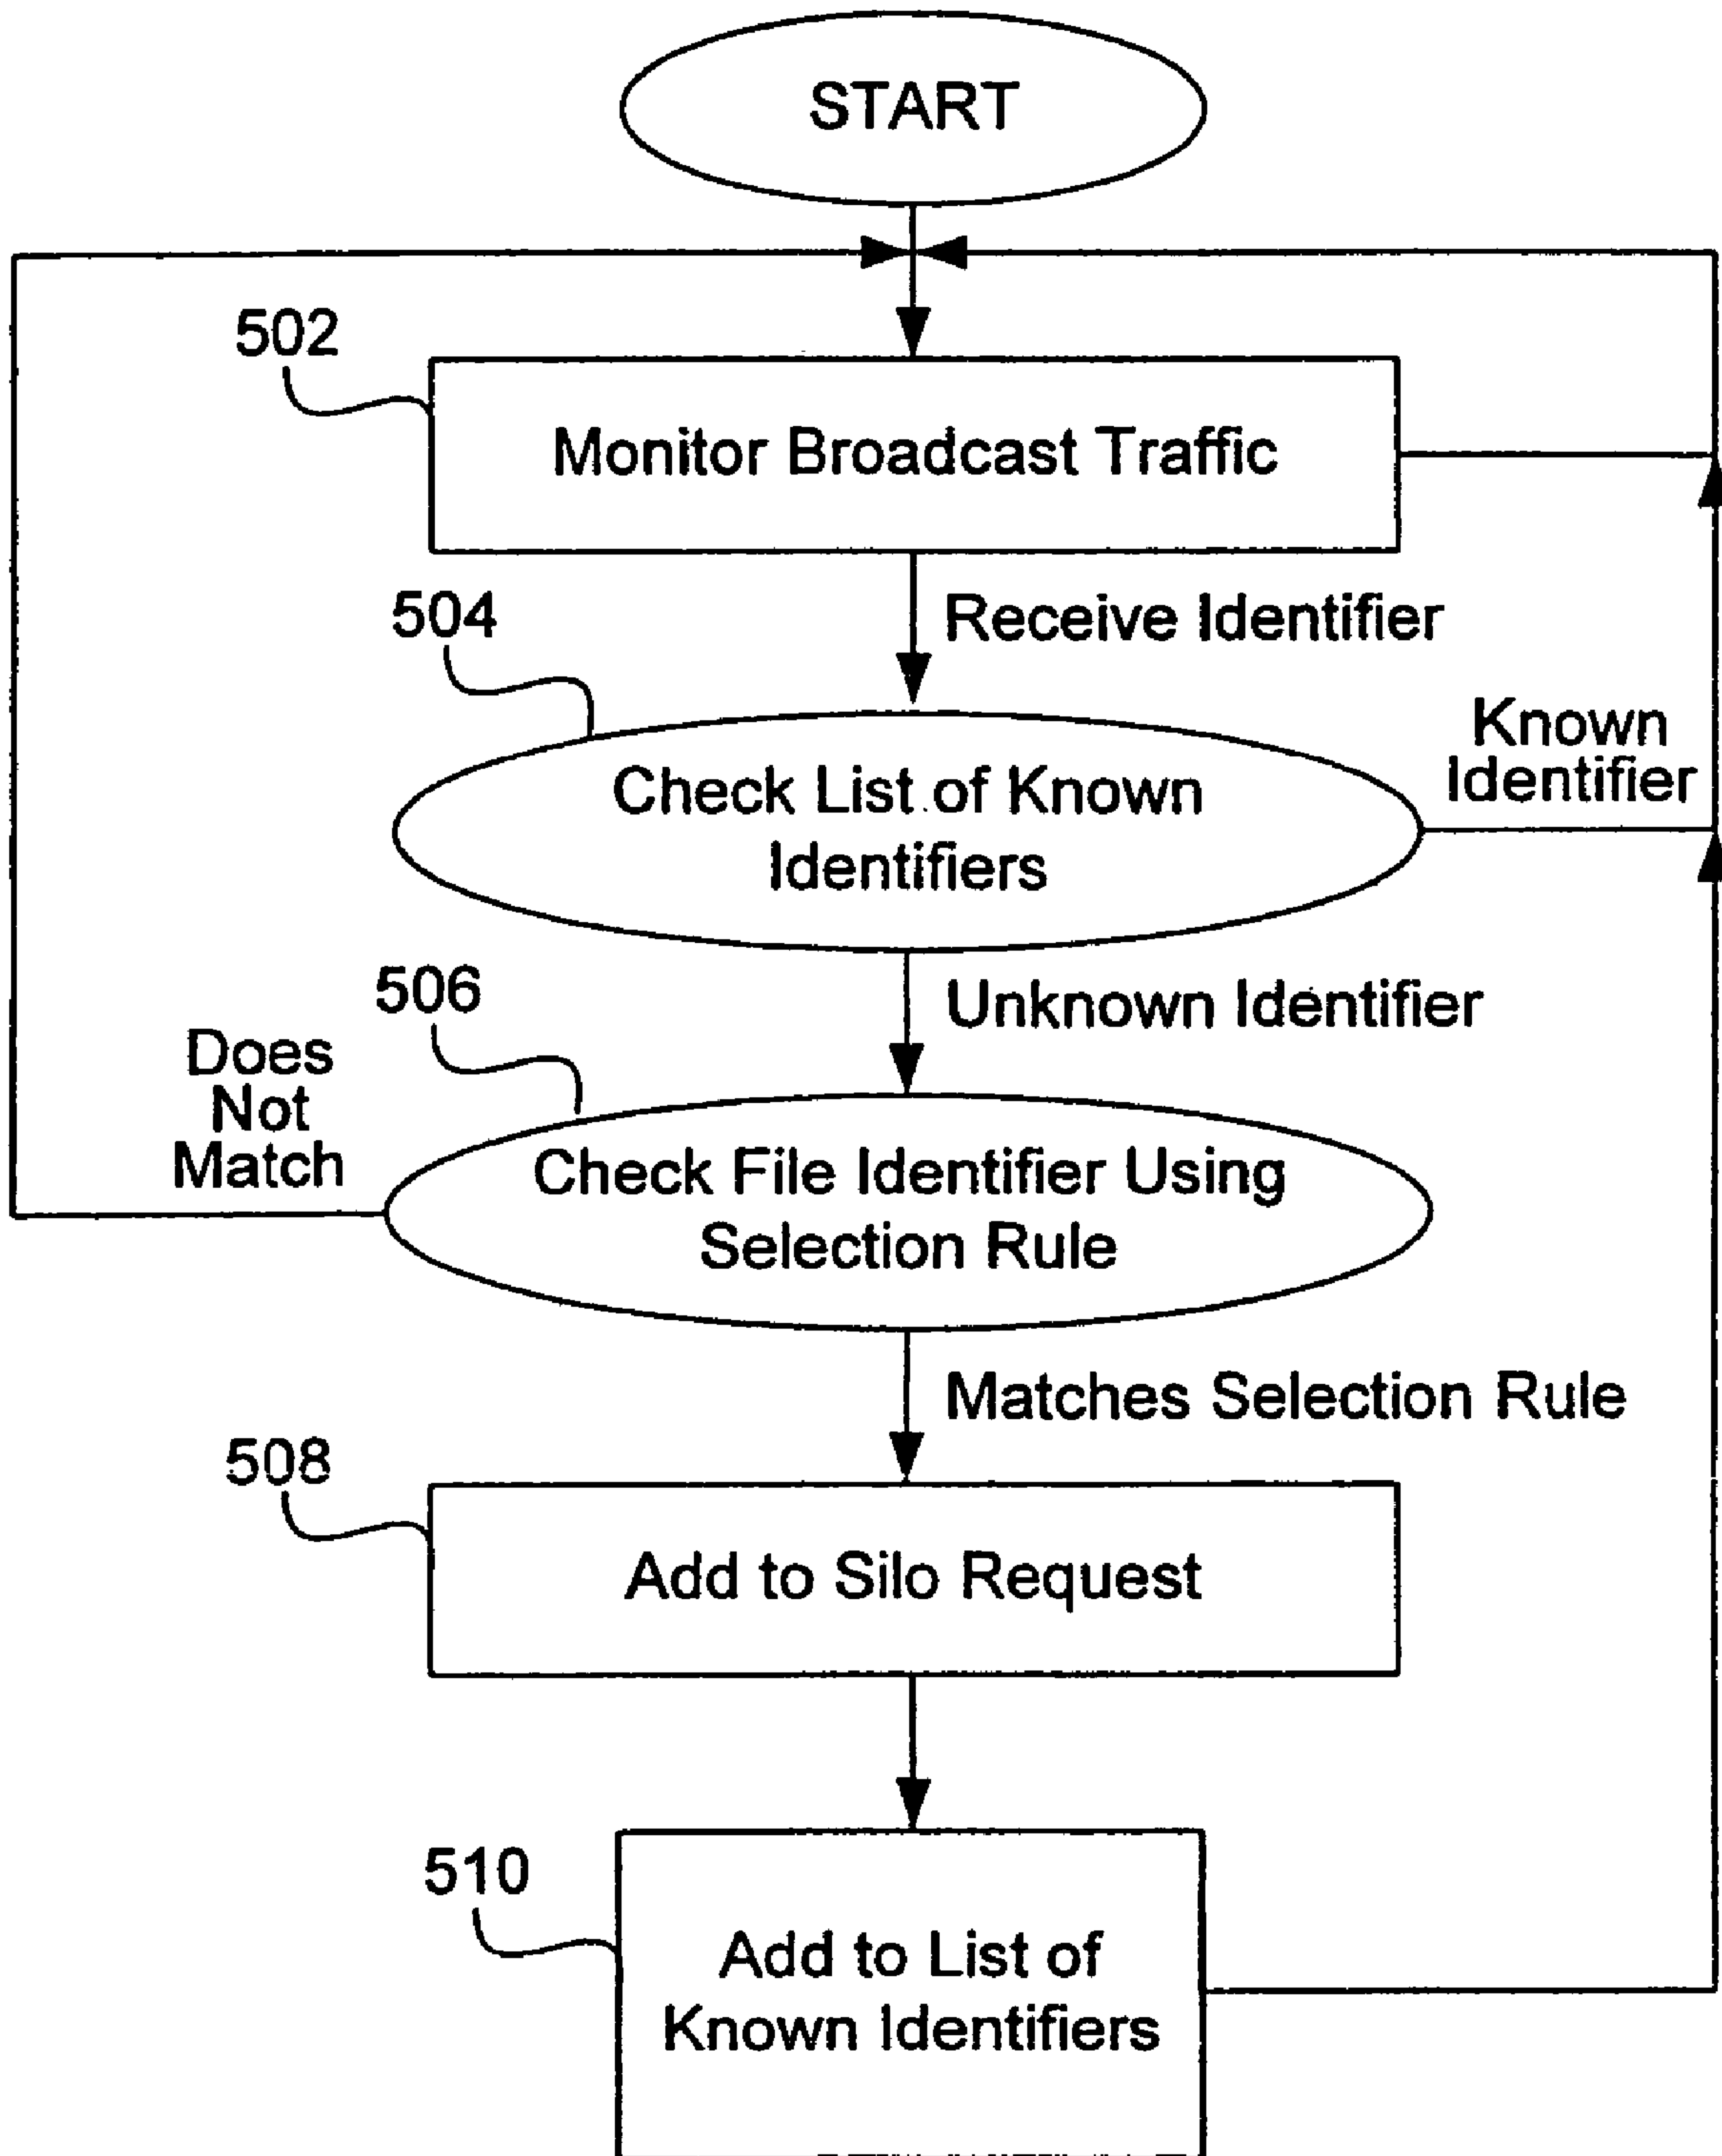 START
502
Monitor Broadcast Traffic
504
Receive Identifier
Known
Identifier
Check List of Known
Identifiers
506
Unknown Identifier
Does
Not
Match
Check File Identifier Using
Selection Rule
Matches Selection Rule
508
Add to Silo Request
510
Add to List of
Known Identifiers